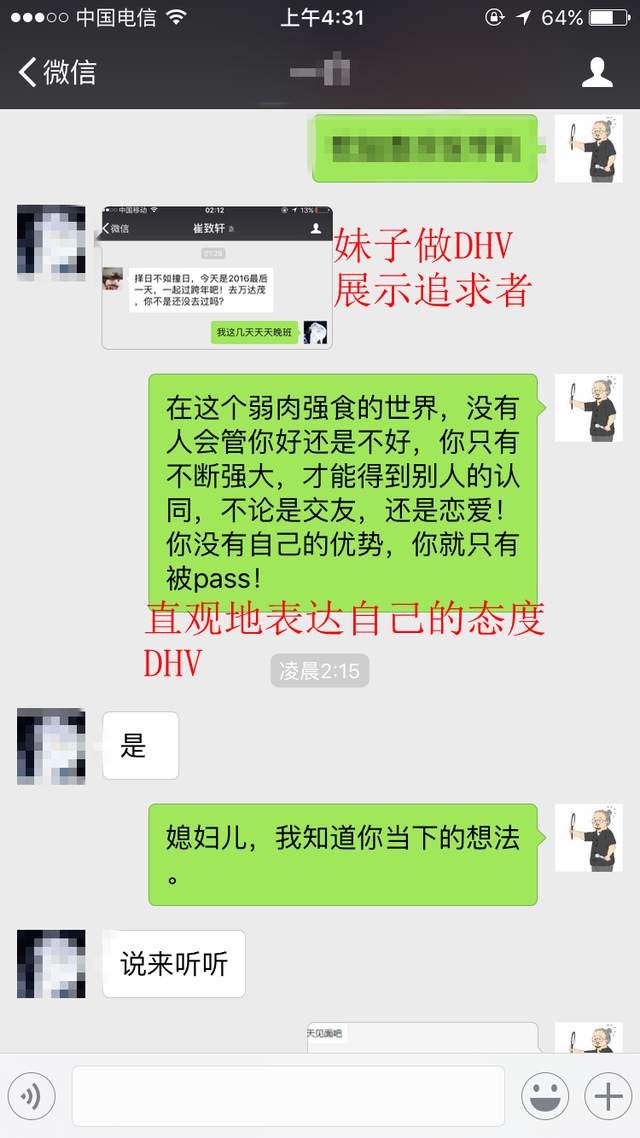 中国电信
上午4:31
64%
微信
中国移动
02:12
13%
微信
崔致轩
01:29
择日不如撞日，今天是2016最后
一天，一起过跨年吧！去万达茂
，你不是还没去过吗？
我这几天天天晚班
妹子做DHV
展示追求者
在这个弱肉强食的世界，没有
人会管你好还是不好，你只有
不断强大，才能得到别人的认
同，不论是交友，还是恋爱！
你没有自己的优势，你就只有
被pass！
直观地表达自己的态度
DHV
凌晨2:15
是
媳妇儿，我知道你当下的想法
。
说来听听
天见面吧